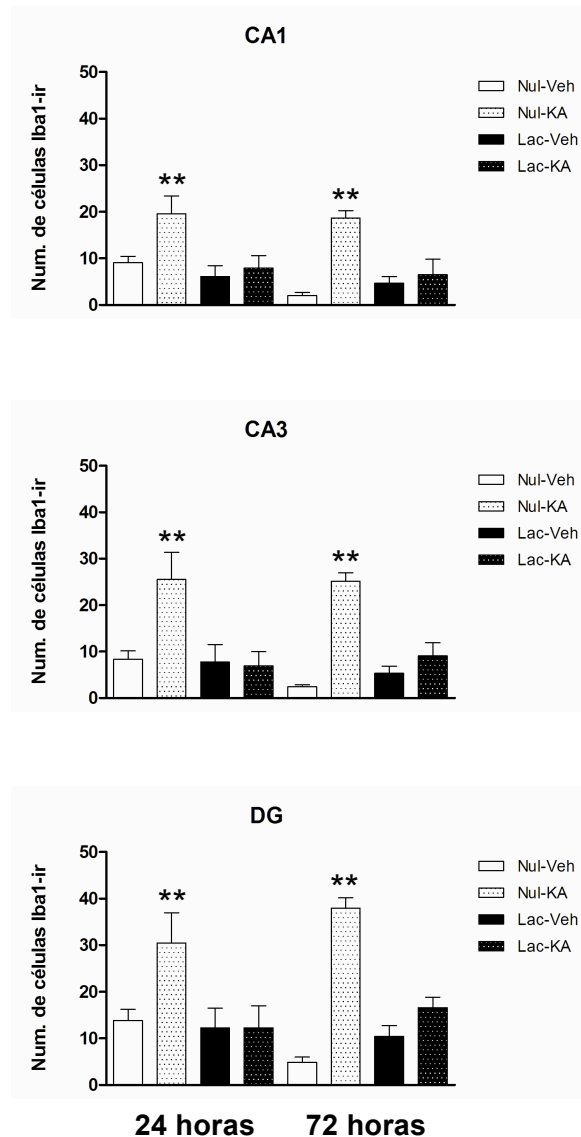 CA1
Num. de células Iba1-ir
50
40
30
20
10
0
**
**
Nul-Veh
Nul-KA
Lac-Veh
Lac-KA
CA3
Num. de células Iba1-ir
50
40
30
20
10
0
**
**
Nul-Veh
Nul-KA
Lac-Veh
Lac-KA
DG
Num. de células Iba1-ir
50
40
30
20
10
0
**
**
Nul-Veh
Nul-KA
Lac-Veh
Lac-KA
24 horas 72 horas